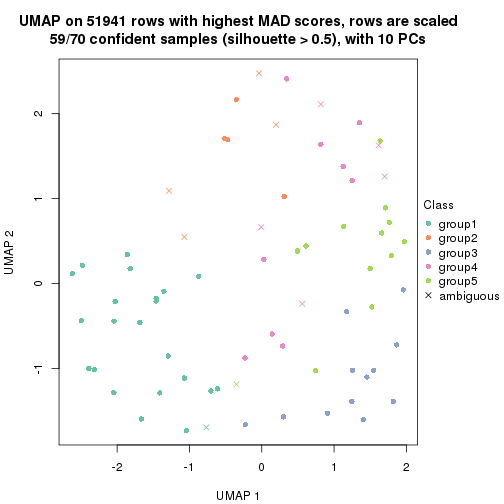 UMAP on 51941 rows with highest MAD scores, rows are scaled
59/70 confident samples (silhouette > 0.5), with 10 PCs
2
1
0
-1
UMAP 2
-2
-1
0
1
2
UMAP 1
Class
group1
group2
group3
group4
group5
ambiguous